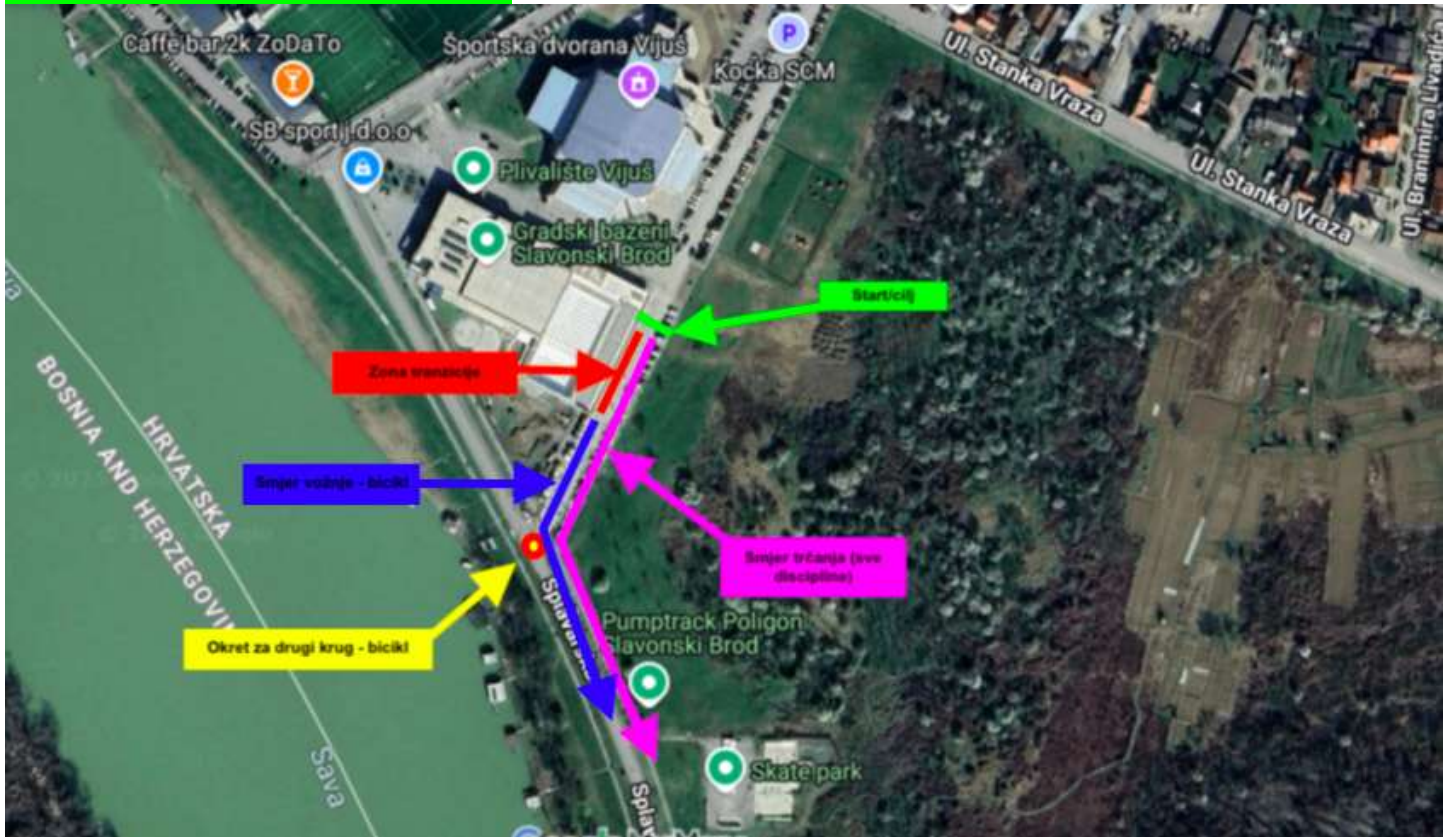 Caffe bar 2k ZoDaTo
Športska dvorana Vijuš
P
Kocka SCM
Ul. Stanka Vraza
Ul. Stanka Vraza
Ul. Branimira Livadića
SB sport j.d.o.o
Plivalište Vijuš
Gradski bazeni
Slavonski Brod
Start/cilj
Zona tranzicije
HRVATSKA
BOSNIA AND HERZEGOVIN
Smjer vožnje - bicikl
Smjer trčanja (sve
discipline)
Okret za drugi krug - bicikl
Splavarska
Pumptrack Poligon
Slavonski Brod
Skate park
Sava
Splav